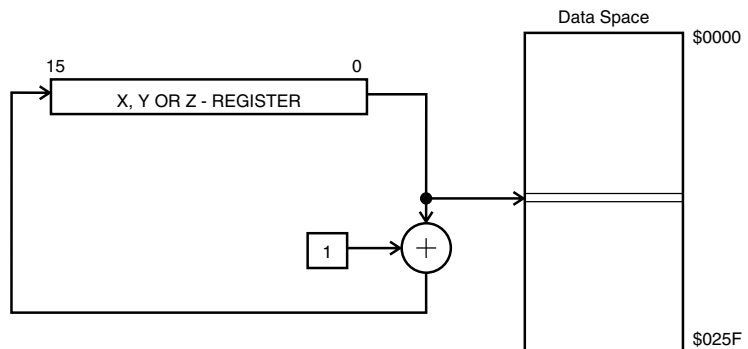 Data Space
$0000
15 0
X, Y OR Z - REGISTER
1
+
$025F